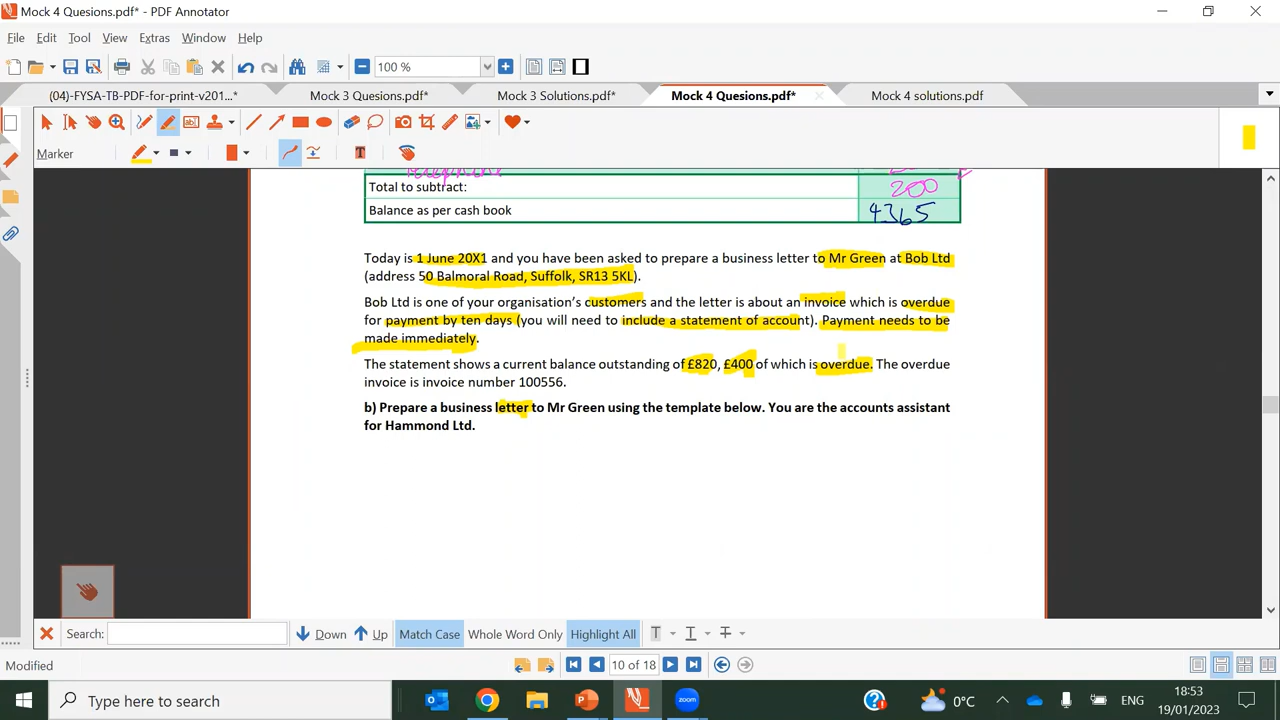 Mock 4 Quesions.pdf* - PDF Annotator
File Edit Tool View Extras Window Help
100 %
(04)-FYSA-TB-PDF-for-print-v201...* Mock 3 Quesions.pdf* Mock 3 Solutions.pdf* Mock 4 Quesions.pdf* Mock 4 solutions.pdf
Marker
Total to subtract: 200
Balance as per cash book 4365
Today is 1 June 20X1 and you have been asked to prepare a business letter to Mr Green at Bob Ltd
(address 50 Balmoral Road, Suffolk, SR13 5KL).
Bob Ltd is one of your organisation's customers and the letter is about an invoice which is overdue
for payment by ten days (you will need to include a statement of account). Payment needs to be
made immediately.
The statement shows a current balance outstanding of £820, £400 of which is overdue. The overdue
invoice is invoice number 100556.
b) Prepare a business letter to Mr Green using the template below. You are the accounts assistant
for Hammond Ltd.
Search: Down Up Match Case Whole Word Only Highlight All
Modified 10 of 18
Type here to search zoom 0°C ENG 18:53
19/01/2023